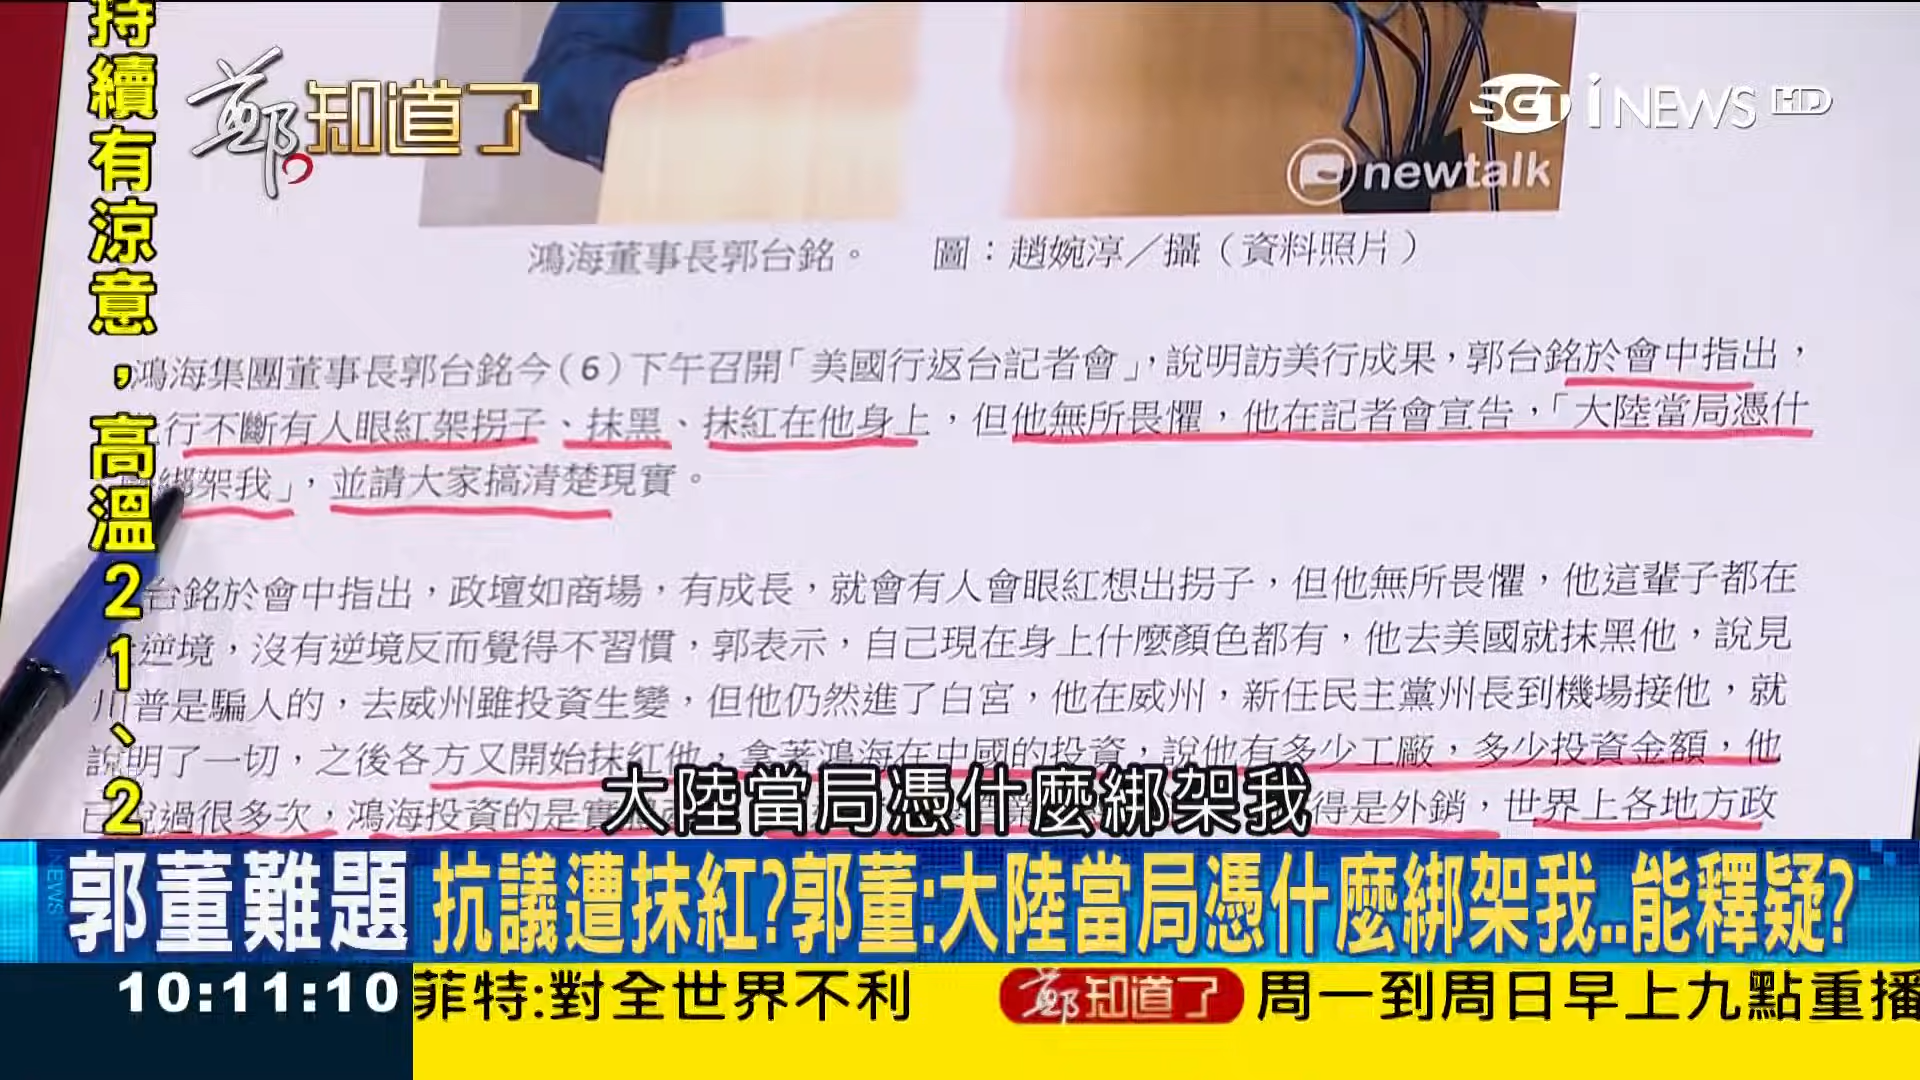 持續有涼意，高溫21、2
鄭知道了
SET iNEWS HD
newtalk
鴻海董事長郭台銘。 圖：趙婉淳／攝（資料照片）
鴻海集團董事長郭台銘今（6）下午召開「美國行返台記者會」，說明訪美行成果，郭台銘於會中指出，
行不斷有人眼紅架拐子、抹黑、抹紅在他身上，但他無所畏懼，他在記者會宣告，「大陸當局憑什
綁架我」，並請大家搞清楚現實。
台銘於會中指出，政壇如商場，有成長，就會有人會眼紅想出拐子，但他無所畏懼，他這輩子都在
逆境，沒有逆境反而覺得不習慣，郭表示，自己現在身上什麼顏色都有，他去美國就抹黑他，說見
川普是騙人的，去威州雖投資生變，但他仍然進了白宮，他在威州，新任民主黨州長到機場接他，就
說明了一切，之後各方又開始抹紅他，拿著鴻海在中國的投資，說他有多少工廠，多少投資金額，他
已說過很多次，鴻海投資的是實 得是外銷，世界上各地方政
大陸當局憑什麼綁架我
郭董難題 抗議遭抹紅?郭董:大陸當局憑什麼綁架我..能釋疑?
10:11:10 菲特:對全世界不利 鄭知道了 周一到周日早上九點重播